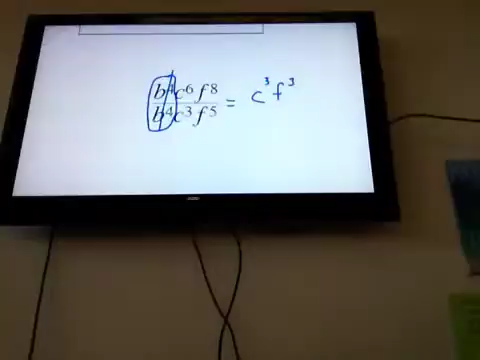 b⁴c⁶f⁸
b⁴c³f⁵ = c³f³